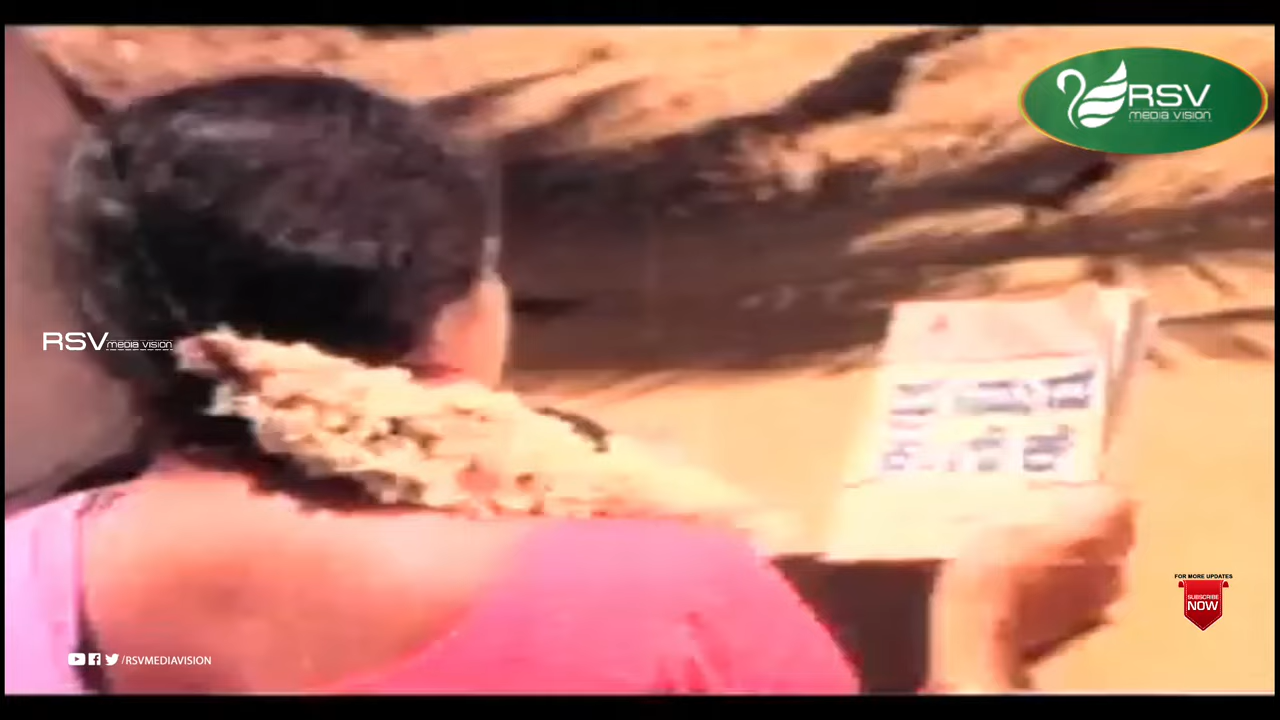 RSV
media vision
RSV media vision
FOR MORE UPDATES
SUBSCRIBE
NOW
/RSVMEDIAVISION